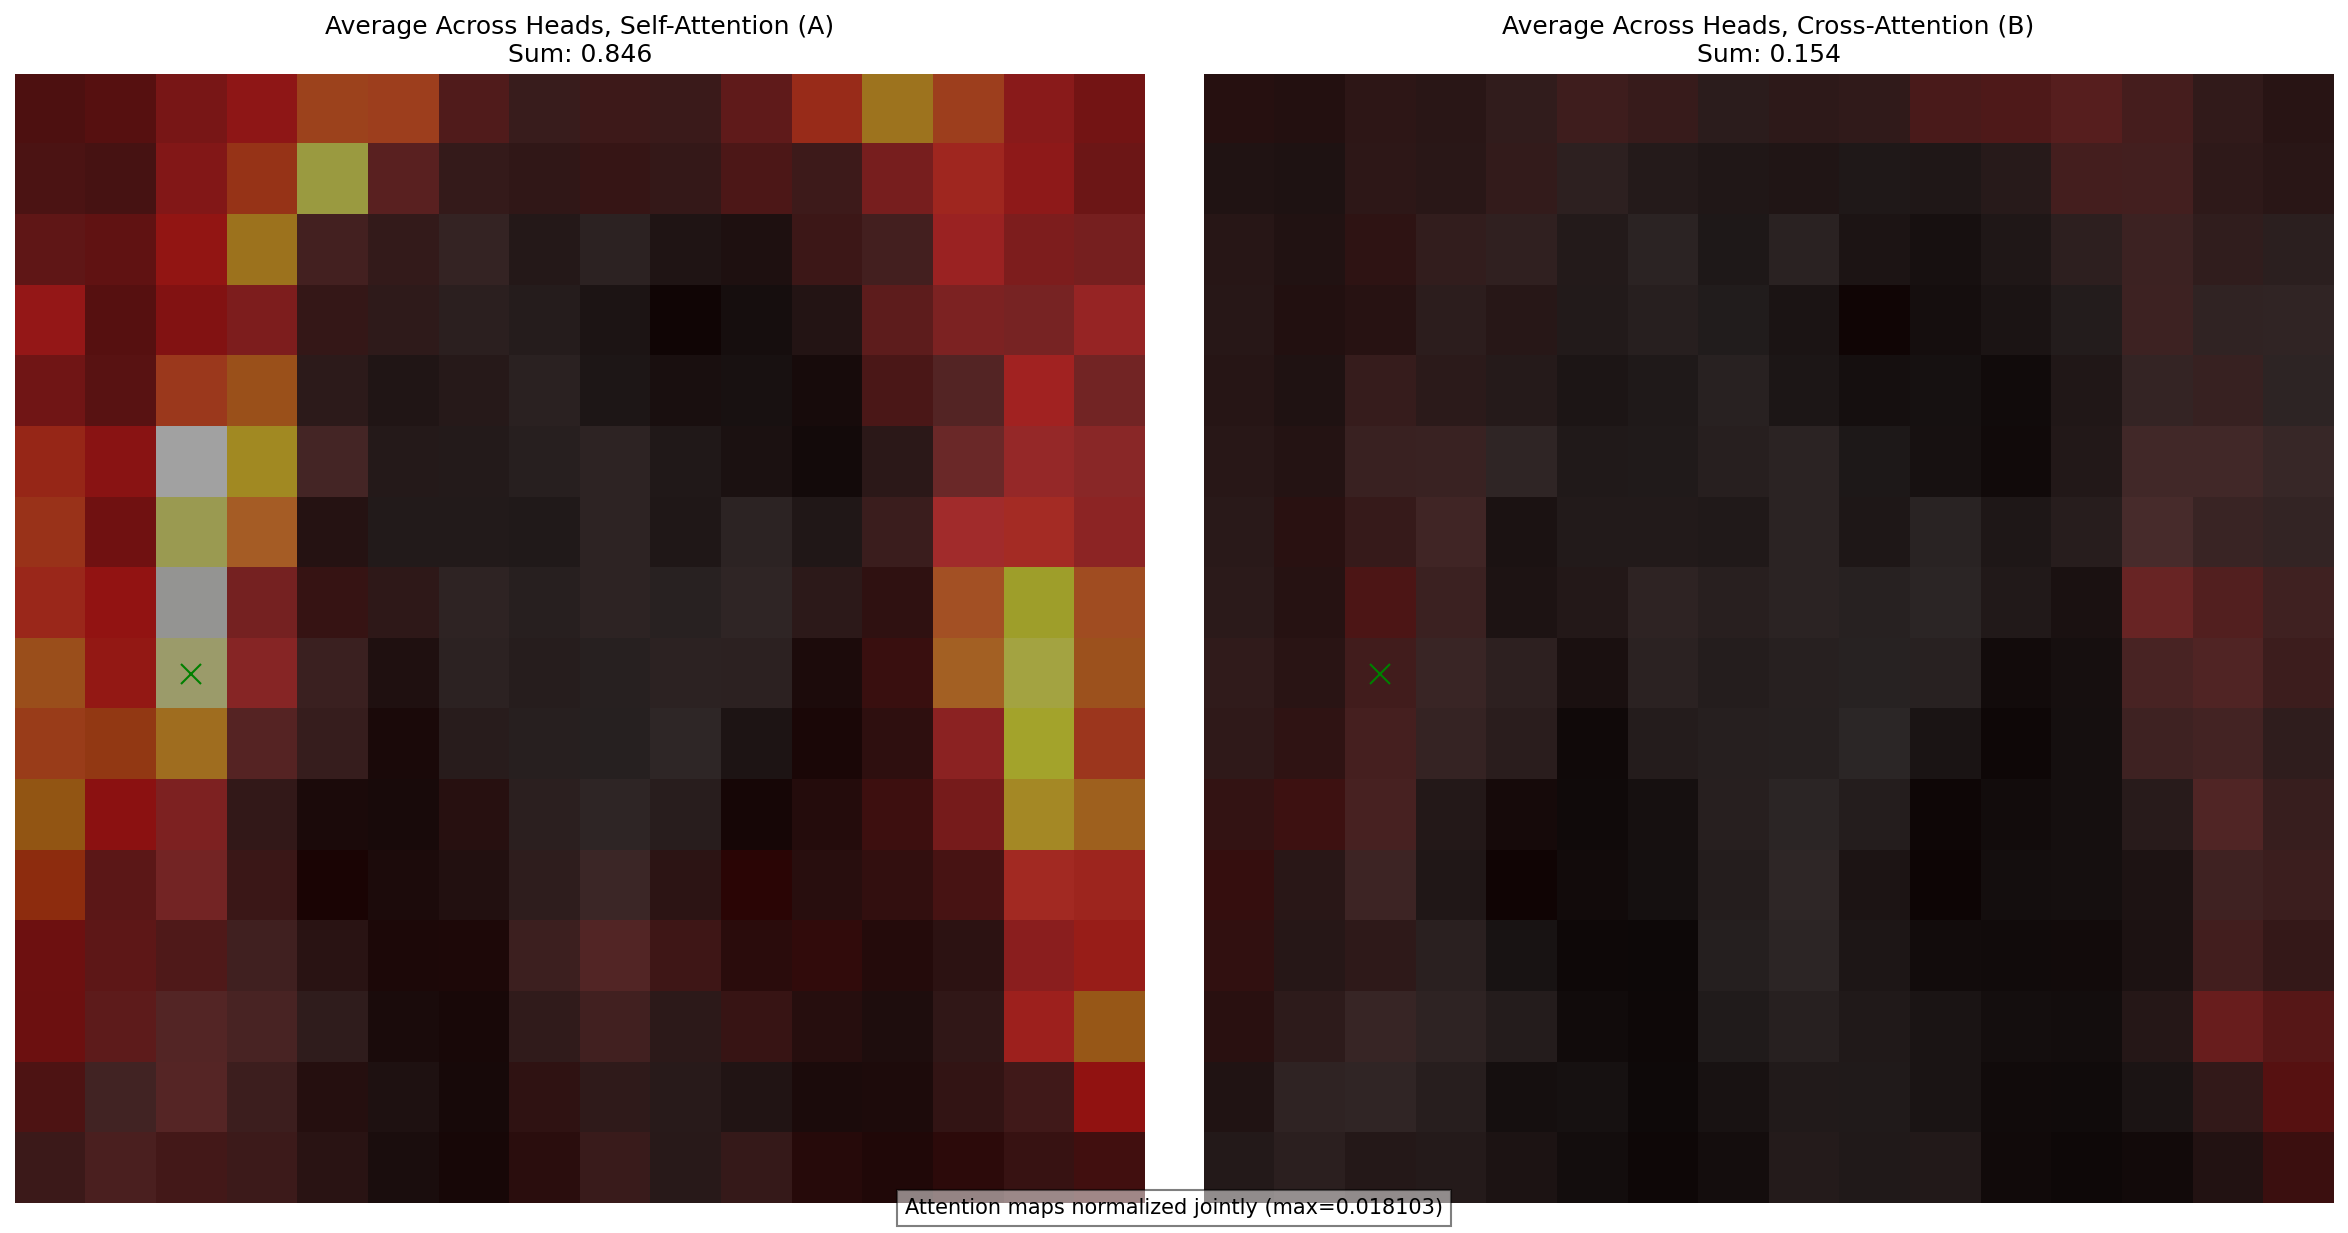 Average Across Heads, Self-Attention (A)
Sum: 0.846
Average Across Heads, Cross-Attention (B)
Sum: 0.154
Attention maps normalized jointly (max=0.018103)